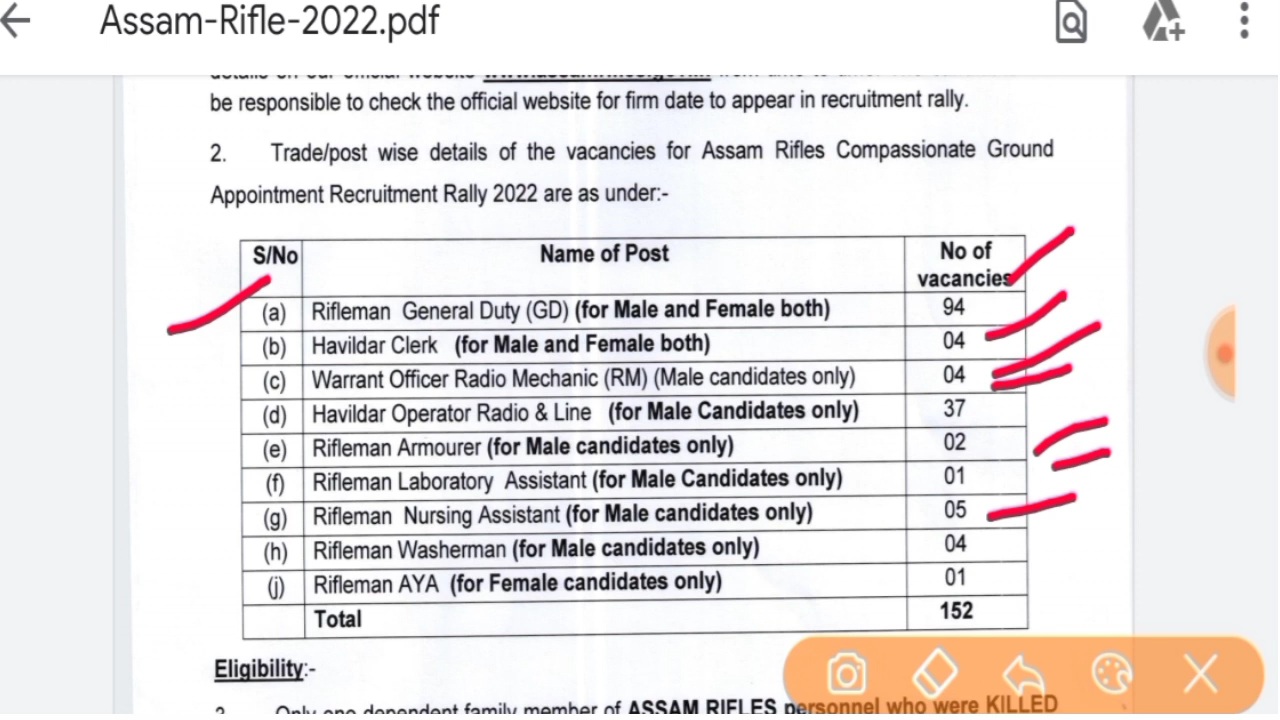 Assam-Rifle-2022.pdf
be responsible to check the official website for firm date to appear in recruitment rally.
2. Trade/post wise details of the vacancies for Assam Rifles Compassionate Ground
Appointment Recruitment Rally 2022 are as under:-
S/No Name of Post No of vacancies
(a) Rifleman General Duty (GD) (for Male and Female both) 94
(b) Havildar Clerk (for Male and Female both) 04
(c) Warrant Officer Radio Mechanic (RM) (Male candidates only) 04
(d) Havildar Operator Radio & Line (for Male Candidates only) 37
(e) Rifleman Armourer (for Male candidates only) 02
(f) Rifleman Laboratory Assistant (for Male Candidates only) 01
(g) Rifleman Nursing Assistant (for Male candidates only) 05
(h) Rifleman Washerman (for Male candidates only) 04
(j) Rifleman AYA (for Female candidates only) 01
Total 152
Eligibility:-
Only one dependent family member of ASSAM RIFLES personnel who were KILLED